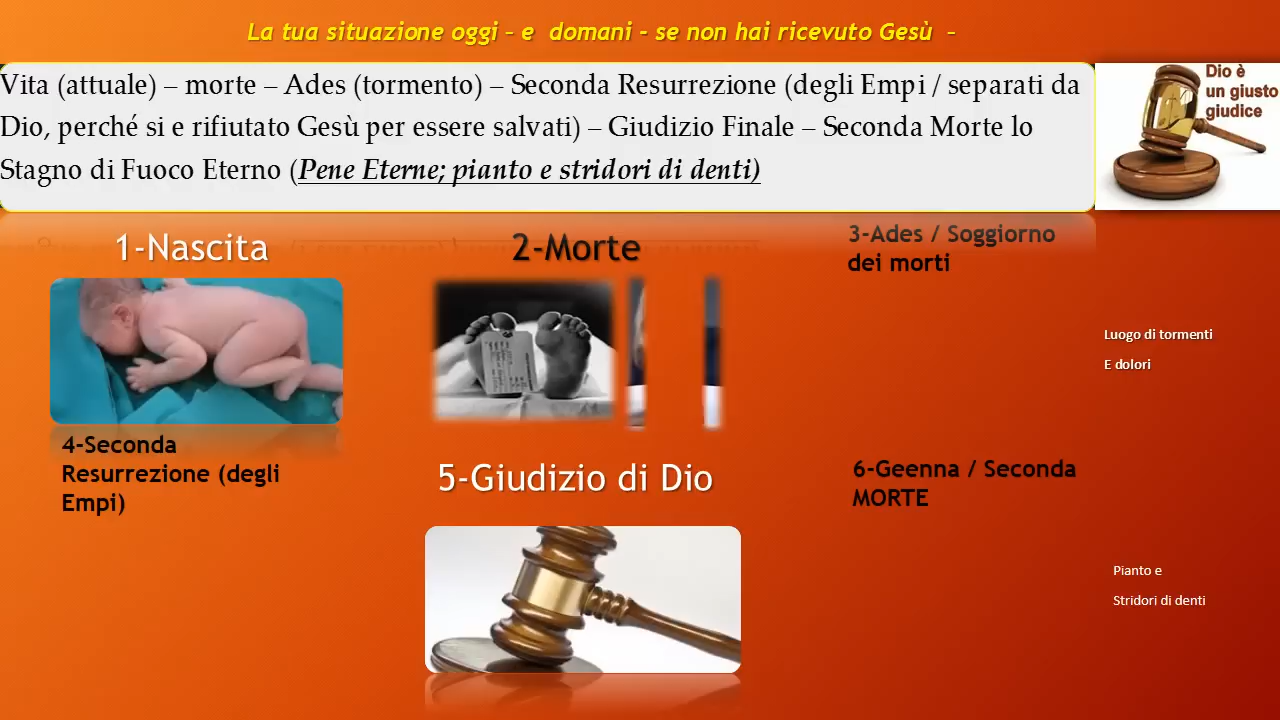 La tua situazione oggi – e domani - se non hai ricevuto Gesù –
Vita (attuale) – morte – Ades (tormento) – Seconda Resurrezione (degli Empi / separati da
Dio, perché si e rifiutato Gesù per essere salvati) – Giudizio Finale – Seconda Morte lo
Stagno di Fuoco Eterno (Pene Eterne; pianto e stridori di denti)
Dio è
un giusto
giudice
1-Nascita
2-Morte
3-Ades / Soggiorno
dei morti
Luogo di tormenti
E dolori
4-Seconda
Resurrezione (degli
Empi)
5-Giudizio di Dio
6-Geenna / Seconda
MORTE
Pianto e
Stridori di denti